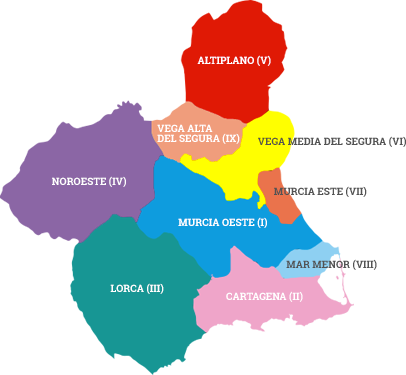 ALTIPLANO (V)
VEGA ALTA
DEL SEGURA (IX)
VEGA MEDIA DEL SEGURA (VI)
NOROESTE (IV)
MURCIA ESTE (VII)
MURCIA OESTE (I)
MAR MENOR (VIII)
LORCA (III)
CARTAGENA (II)